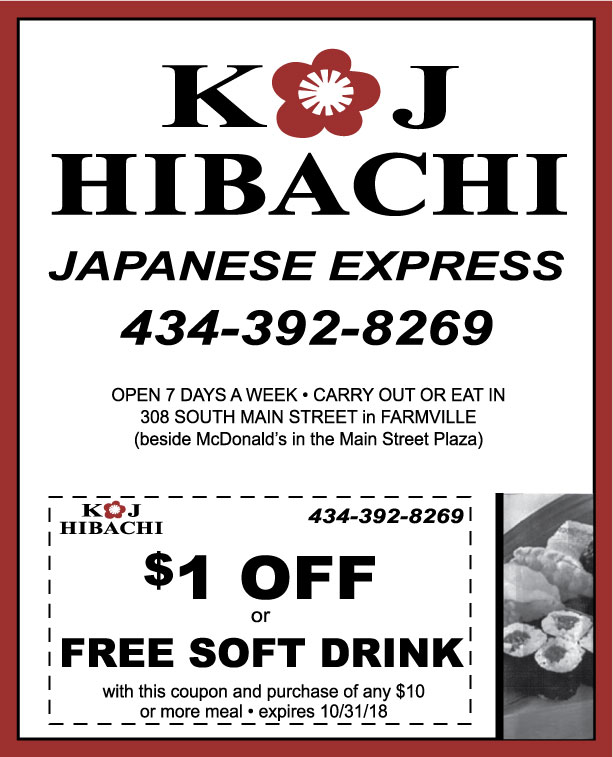 K J
HIBACHI
JAPANESE EXPRESS
434-392-8269
OPEN 7 DAYS A WEEK • CARRY OUT OR EAT IN
308 SOUTH MAIN STREET in FARMVILLE
(beside McDonald's in the Main Street Plaza)
K J
HIBACHI
434-392-8269
$1 OFF
or
FREE SOFT DRINK
with this coupon and purchase of any $10
or more meal • expires 10/31/18